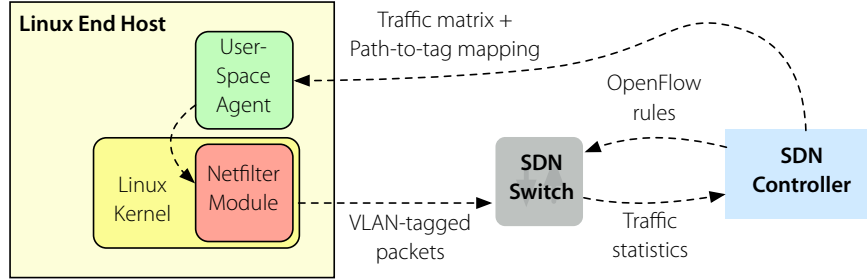 Linux End Host
User-
Space
Agent
Linux
Kernel
Netfilter
Module
Traffic matrix +
Path-to-tag mapping
VLAN-tagged
packets
SDN
Switch
OpenFlow
rules
Traffic
statistics
SDN
Controller